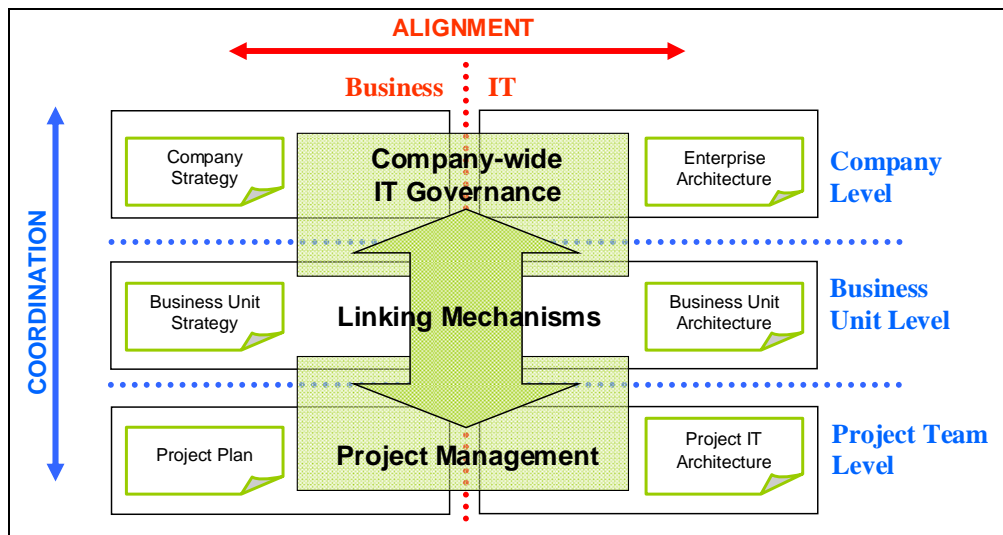 ALIGNMENT
Business IT
Company
Strategy
Company-wide
IT Governance
Enterprise
Architecture
Company
Level
COORDINATION
Business Unit
Strategy
Linking Mechanisms
Business Unit
Architecture
Business
Unit Level
Project Plan
Project Management
Project IT
Architecture
Project Team
Level